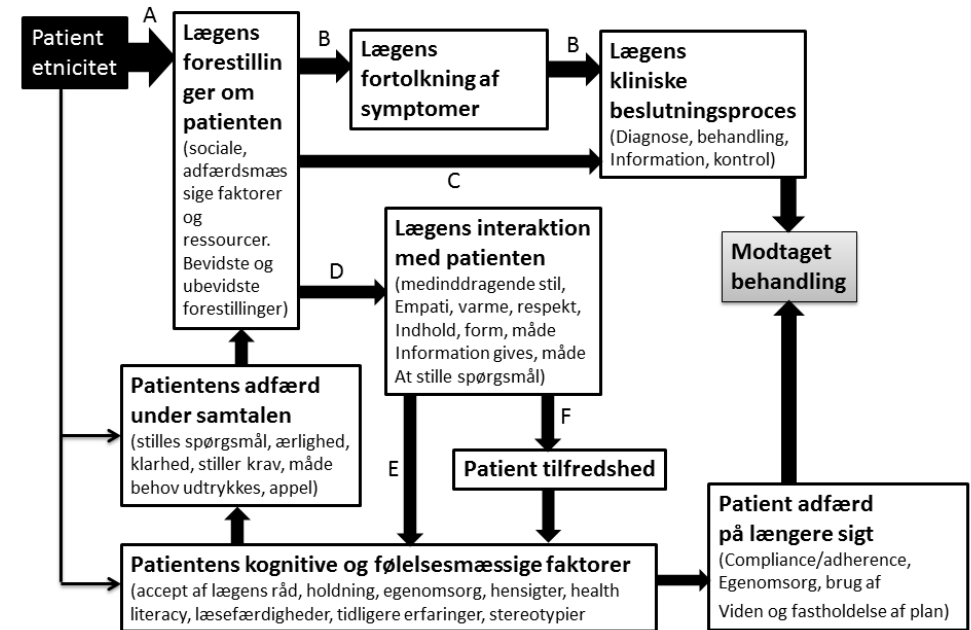 Patient
etnicitet
A
Lægens
forestillin
ger om
patienten
(sociale,
adfærdsmæs
sige faktorer
og
ressourcer.
Bevidste og
ubevidste
forestillinger)
B
Lægens
fortolkning af
symptomer
B
Lægens
kliniske
beslutningsproces
(Diagnose, behandling,
Information, kontrol)
C
D
Lægens interaktion
med patienten
(medinddragende stil,
Empati, varme, respekt,
Indhold, form, måde
Information gives, måde
At stille spørgsmål)
Modtaget
behandling
Patientens adfærd
under samtalen
(stilles spørgsmål, ærlighed,
klarhed, stiller krav, måde
behov udtrykkes, appel)
E
F
Patient tilfredshed
Patientens kognitive og følelsesmæssige faktorer
(accept af lægens råd, holdning, egenomsorg, hensigter, health
literacy, læsefærdigheder, tidligere erfaringer, stereotypier
Patient adfærd
på længere sigt
(Compliance/adherence,
Egenomsorg, brug af
Viden og fastholdelse af plan)